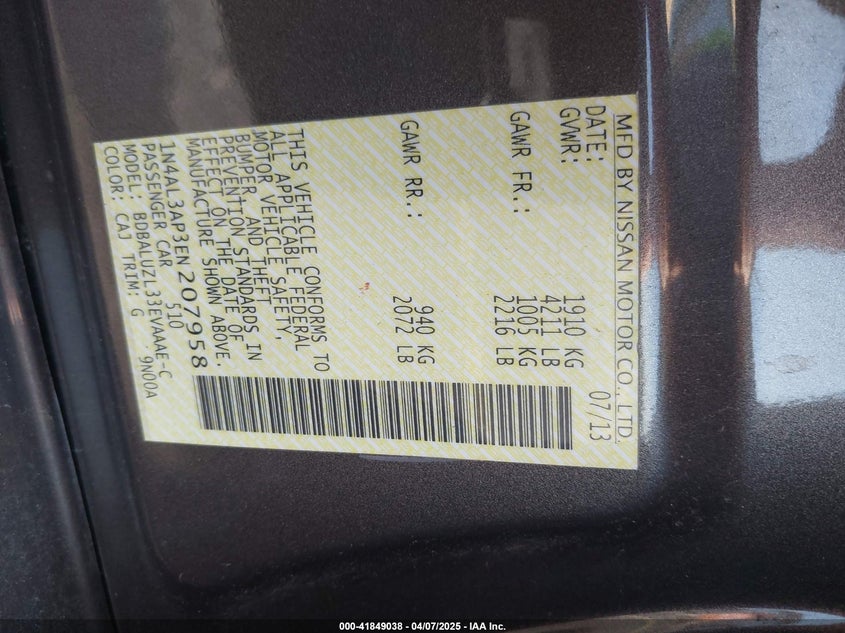 MFD BY NISSAN MOTOR CO., LTD.
DATE: 07/13
GVWR: 1910 KG
4211 LB
GAWR FR.: 1005 KG
2216 LB
GAWR RR.: 940 KG
2072 LB
THIS VEHICLE CONFORMS TO
ALL APPLICABLE FEDERAL
MOTOR VEHICLE SAFETY,
BUMPER, AND THEFT
PREVENTION STANDARDS IN
EFFECT ON THE DATE OF
MANUFACTURE SHOWN ABOVE.
1N4AL3AP3EN207958
PASSENGER CAR 510
MODEL: BDBALUZL33EVAAAE-C
COLOR: CAJ TRIM: G 9N00A
000-41849038 - 04/07/2025 - IAA Inc.